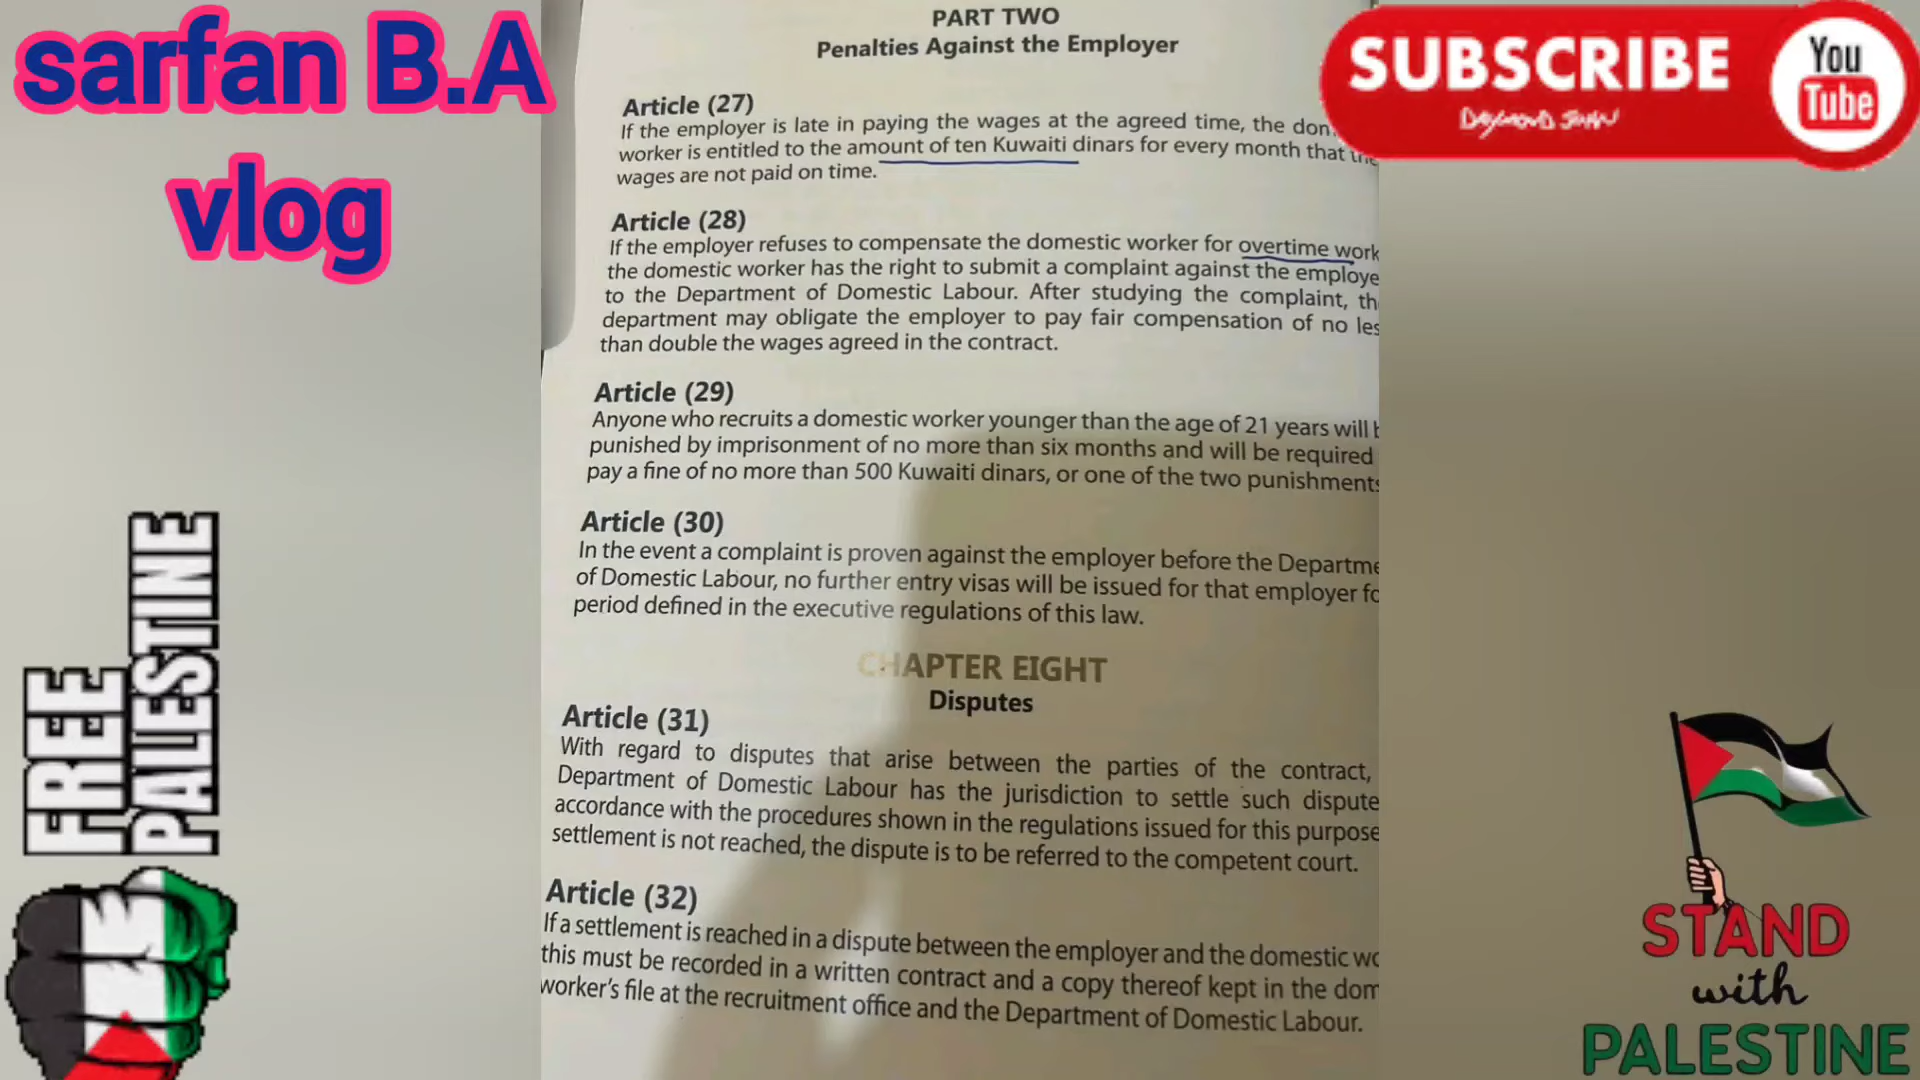 sarfan B.A
vlog
SUBSCRIBE
You
Tube
FREE
PALESTINE
STAND
with
PALESTINE
PART TWO
Penalties Against the Employer
Article (27)
If the employer is late in paying the wages at the agreed time, the
worker is entitled to the amount of ten Kuwaiti dinars for every month that
wages are not paid on time.
Article (28)
If the employer refuses to compensate the domestic worker for overtime work
the domestic worker has the right to submit a complaint against the employe
to the Department of Domestic Labour. After studying the complaint, th
department may obligate the employer to pay fair compensation of no les
than double the wages agreed in the contract.
Article (29)
Anyone who recruits a domestic worker younger than the age of 21 years will
punished by imprisonment of no more than six months and will be required
pay a fine of no more than 500 Kuwaiti dinars, or one of the two punishments
Article (30)
In the event a complaint is proven against the employer before the Departme
of Domestic Labour, no further entry visas will be issued for that employer fo
period defined in the executive regulations of this law.
CHAPTER EIGHT
Disputes
Article (31)
With regard to disputes that arise between the parties of the contract,
Department of Domestic Labour has the jurisdiction to settle such dispute
accordance with the procedures shown in the regulations issued for this purpose
settlement is not reached, the dispute is to be referred to the competent court.
Article (32)
If a settlement is reached in a dispute between the employer and the domestic wo
this must be recorded in a written contract and a copy thereof kept in the dom
worker's file at the recruitment office and the Department of Domestic Labour.